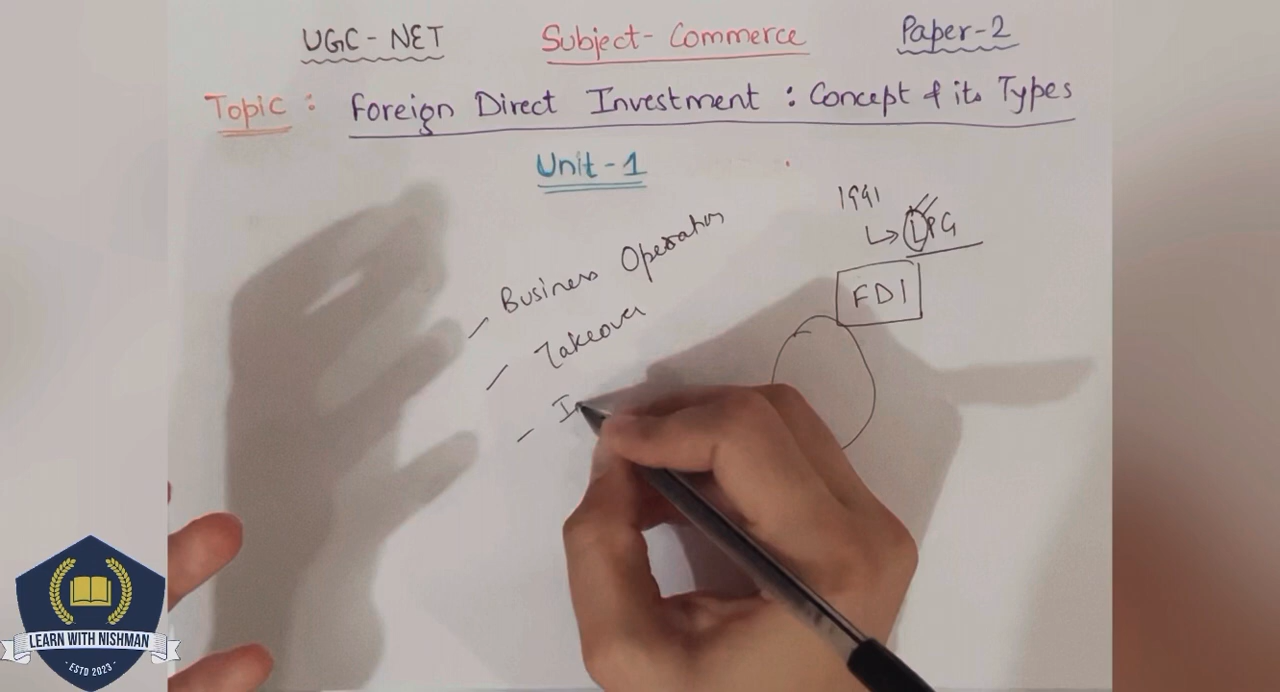 UGC-NET Subject- Commerce Paper-2
Topic: Foreign Direct Investment: Concept & its Types
Unit-1
1991
LPG
FDI
- Business Operation
- Takeover
- I
LEARN WITH NISHMAN
· ESTD 2023 ·